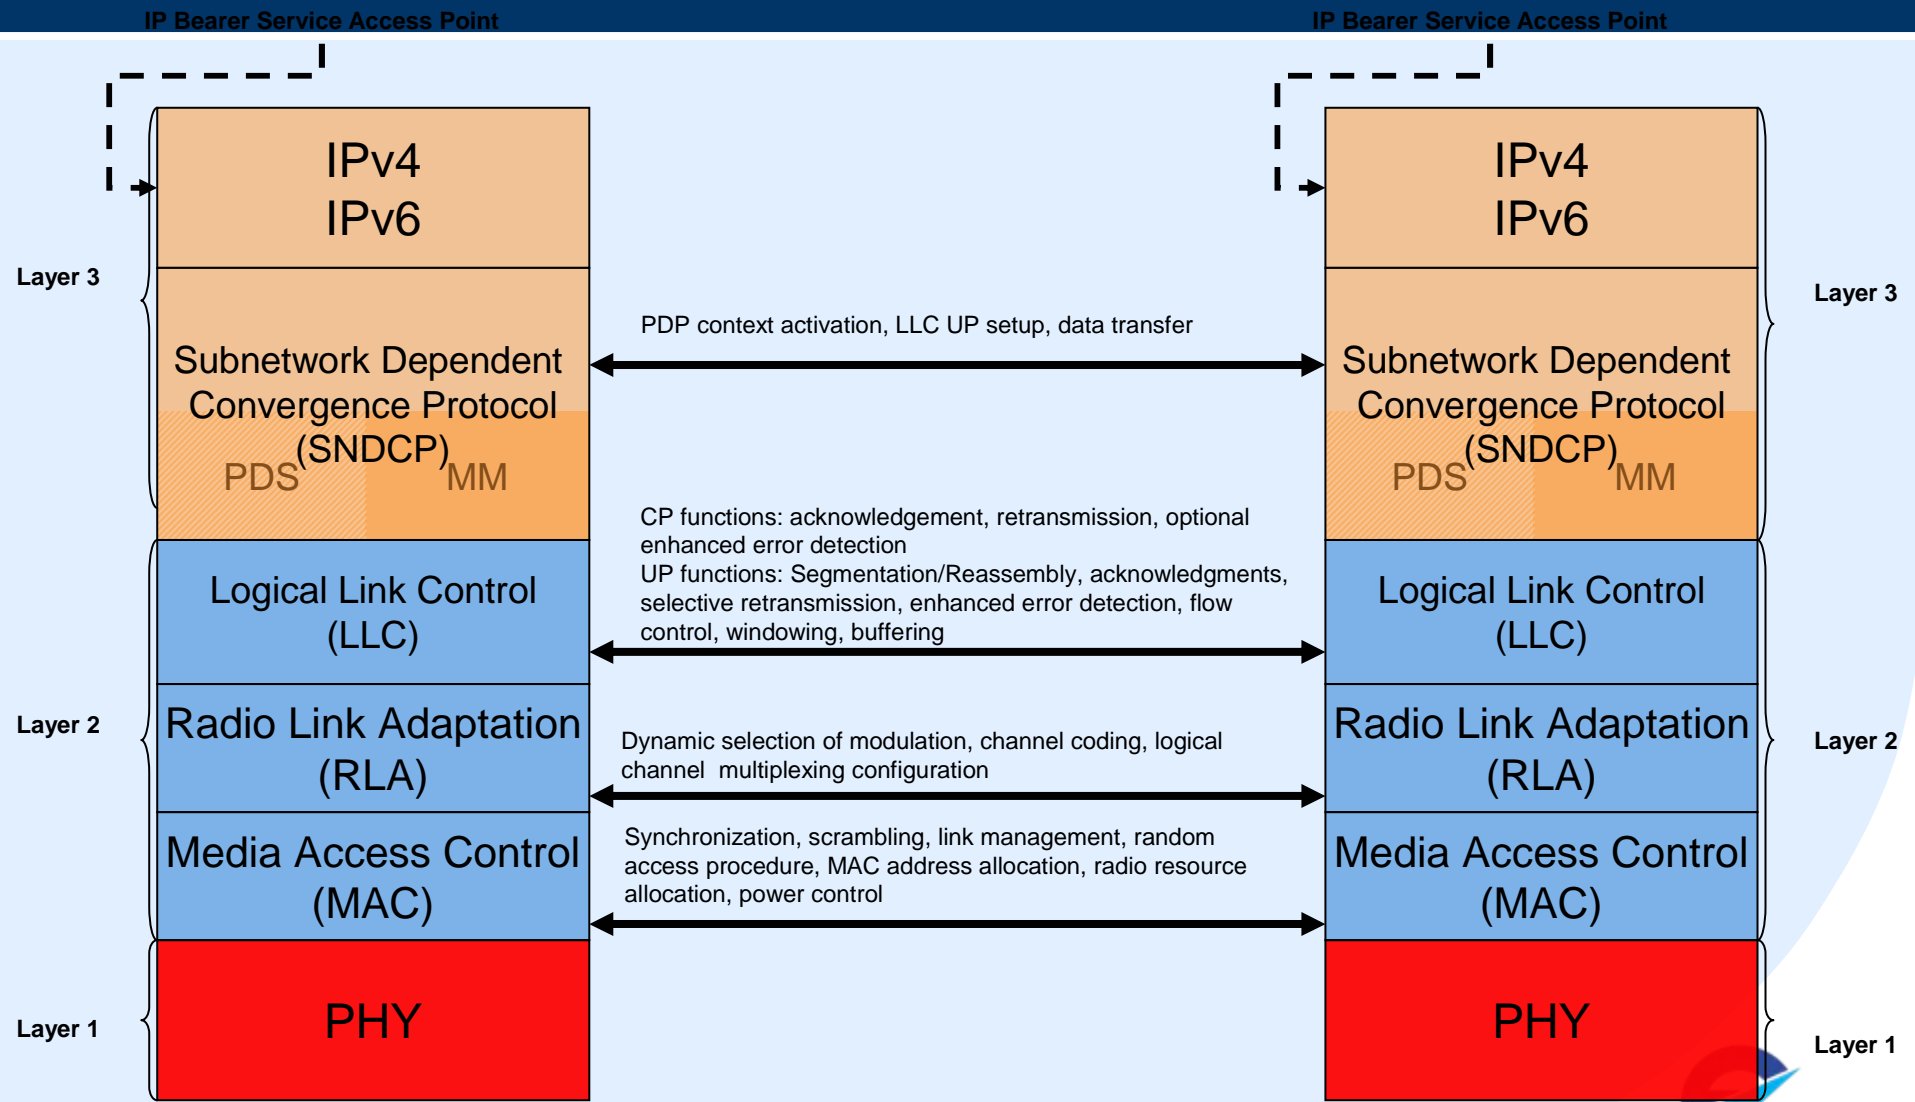 IP Bearer Service Access Point
IP Bearer Service Access Point
IPv4
IPv6
Layer 3
Subnetwork Dependent
Convergence Protocol
(SNDCP)
PDS
MM
Logical Link Control
(LLC)
Layer 2
Radio Link Adaptation
(RLA)
Media Access Control
(MAC)
Layer 1
PHY
PDP context activation, LLC UP setup, data transfer
CP functions: acknowledgement, retransmission, optional
enhanced error detection
UP functions: Segmentation/Reassembly, acknowledgments,
selective retransmission, enhanced error detection, flow
control, windowing, buffering
Dynamic selection of modulation, channel coding, logical
channel  multiplexing configuration
Synchronization, scrambling, link management, random
access procedure, MAC address allocation, radio resource
allocation, power control
IPv4
IPv6
Layer 3
Subnetwork Dependent
Convergence Protocol
(SNDCP)
PDS
MM
Logical Link Control
(LLC)
Radio Link Adaptation
(RLA)
Layer 2
Media Access Control
(MAC)
PHY
Layer 1